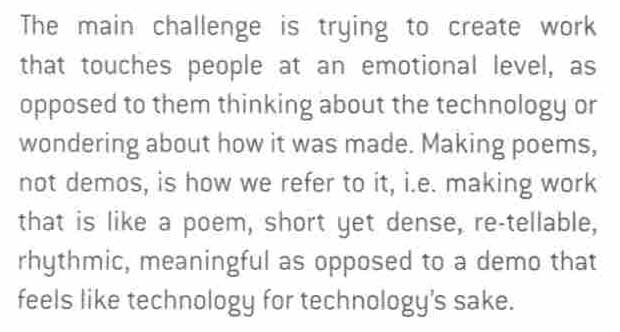 The main challenge is trying to create work
that touches people at an emotional level, as
opposed to them thinking about the technology or
wondering about how it was made. Making poems,
not demos, is how we refer to it, i.e. making work
that is like a poem, short yet dense, re-tellable,
rhythmic, meaningful as opposed to a demo that
feels like technology for technology's sake.